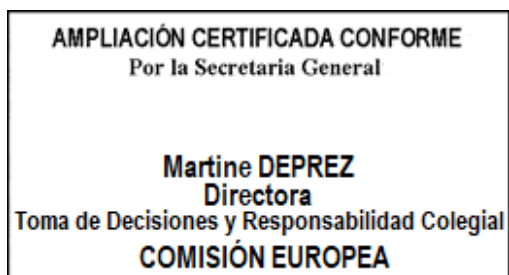 AMPLIACIÓN CERTIFICADA CONFORME
Por la Secretaria General
Martine DEPREZ
Directora
Toma de Decisiones y Responsabilidad Colegial
COMISIÓN EUROPEA